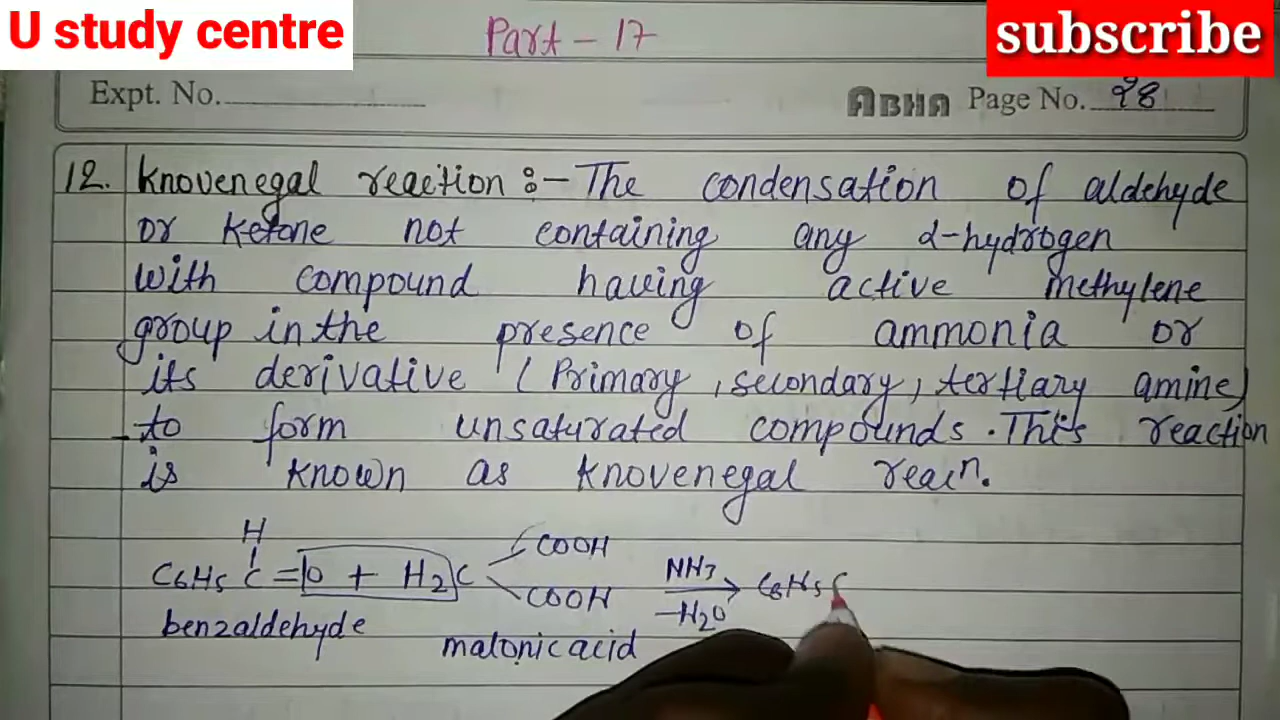 U study centre
Part - 17
subscribe
Expt. No.
ABHA Page No. 98
12. Knovenegal reaction :- The condensation of aldehyde
or ketone not containing any α-hydrogen
with compound having active methylene
group in the presence of ammonia or
its derivative (Primary, secondary, tertiary amine)
to form unsaturated compounds. This reaction
is known as knovenegal reacn.
H
C6H5 C = O + H2C COOH COOH NH3 -H2O C6H5 C
benzaldehyde
malonic acid